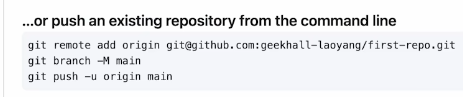 ...or push an existing repository from the command line
git remote add origin git@github.com:geekhall-laoyang/first-repo.git
git branch -M main
git push -u origin main